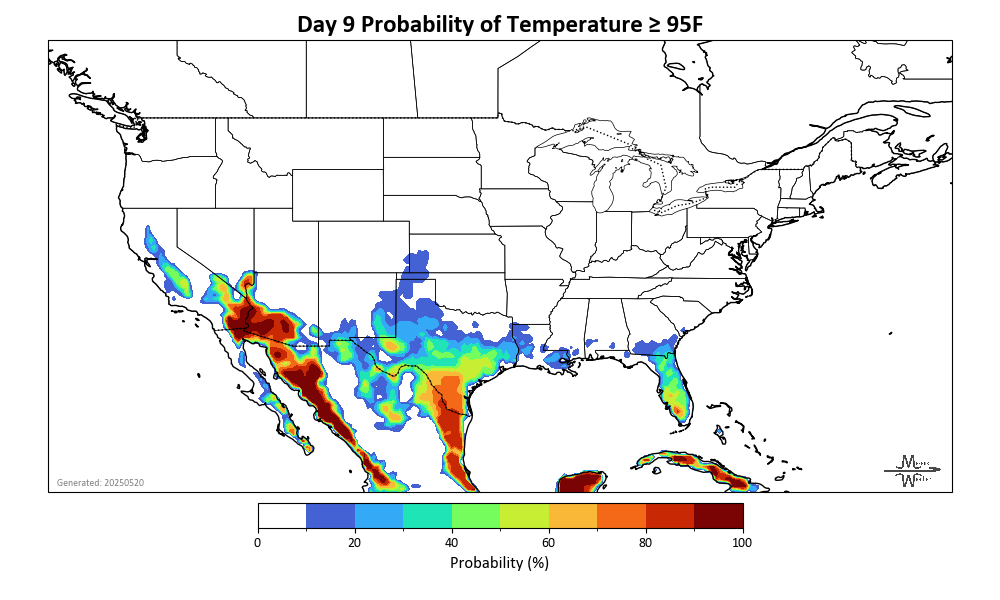 Day 9 Probability of Temperature ≥ 95F
Generated: 20250520
0 20 40 60 80 100
Probability (%)